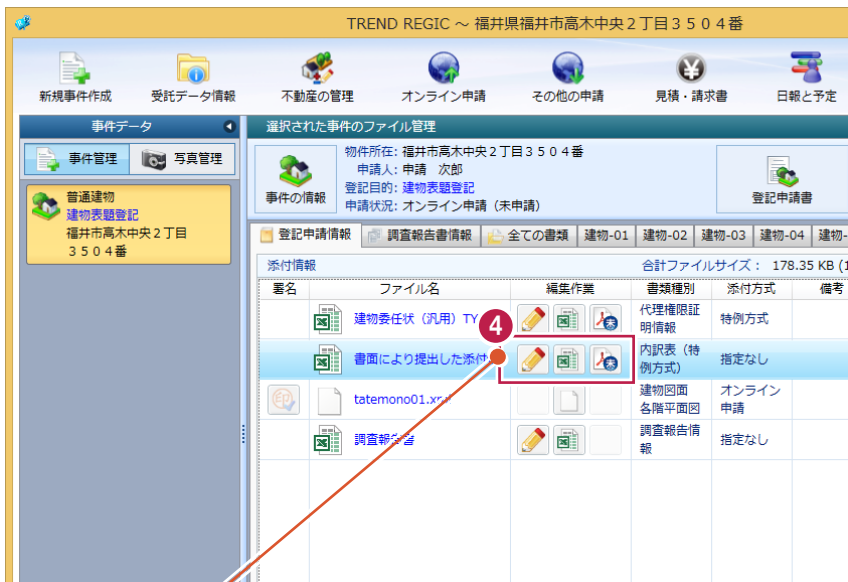 TREND REGIC ～ 福井県福井市高木中央２丁目３５０４番
新規事件作成 受託データ情報 不動産の管理 オンライン申請 その他の申請 見積・請求書 日報と予定
事件データ
選択された事件のファイル管理
事件管理 写真管理
事件の情報
物件所在: 福井市高木中央２丁目３５０４番
申請人: 申請 次郎
登記目的: 建物表題登記
申請状況: オンライン申請（未申請）
登記申請書
普通建物
建物表題登記
福井市高木中央２丁目
３５０４番
登記申請情報 調査報告書情報 全ての書類 建物-01 建物-02 建物-03 建物-04 建物-
添付情報 合計ファイルサイズ： 178.35 KB (1
署名 ファイル名 編集作業 書類種別 添付方式 備考
建物委任状（汎用）TY
代理権限証
明情報
特例方式
4
書面により提出した添付
内訳表（特
例方式）
指定なし
tatemono01.x
建物図面
各階平面図
オンライン
申請
調査報告書
調査報告情
報
指定なし